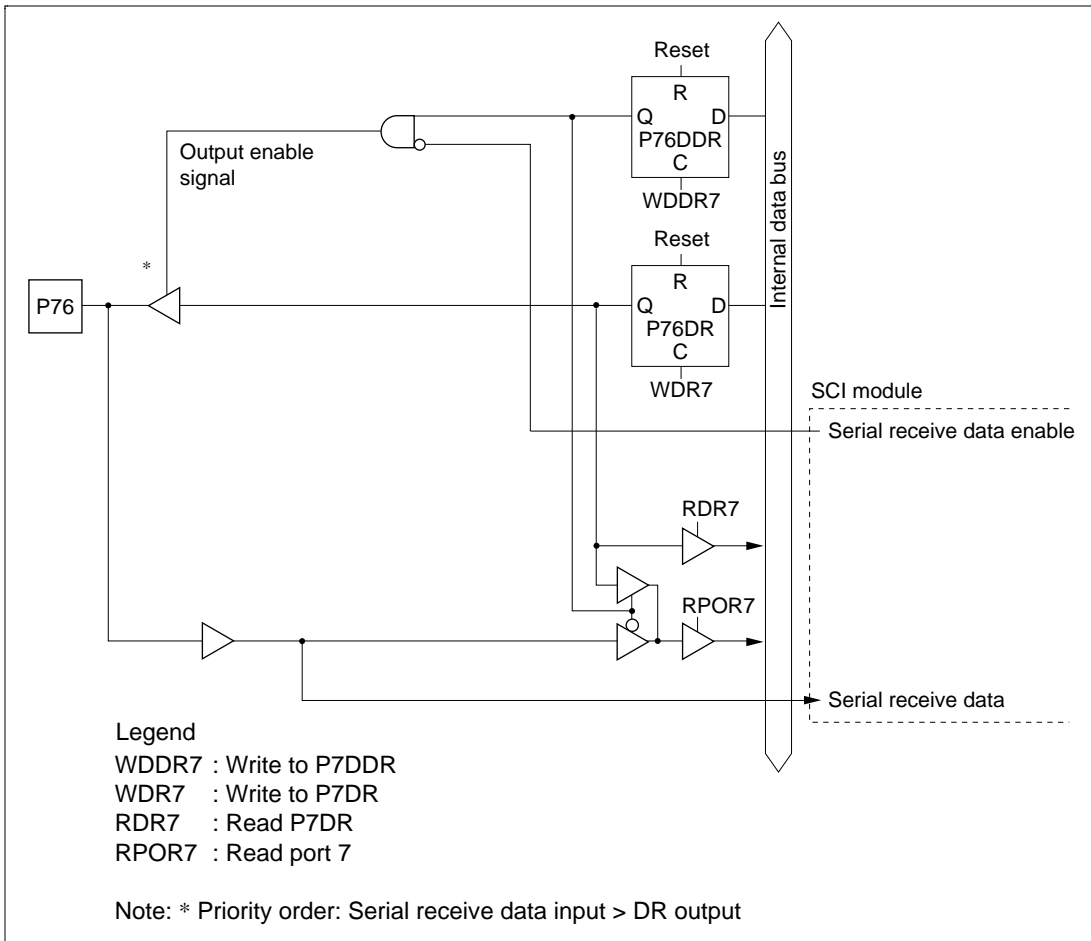 Reset
R
Q D
P76DDR
C
WDDR7
Output enable
signal
Internal data bus
Reset
R
Q D
P76DR
C
WDR7
*
P76
SCI module
Serial receive data enable
RDR7
RPOR7
Serial receive data
Legend
WDDR7 : Write to P7DDR
WDR7 : Write to P7DR
RDR7 : Read P7DR
RPOR7 : Read port 7
Note: * Priority order: Serial receive data input > DR output